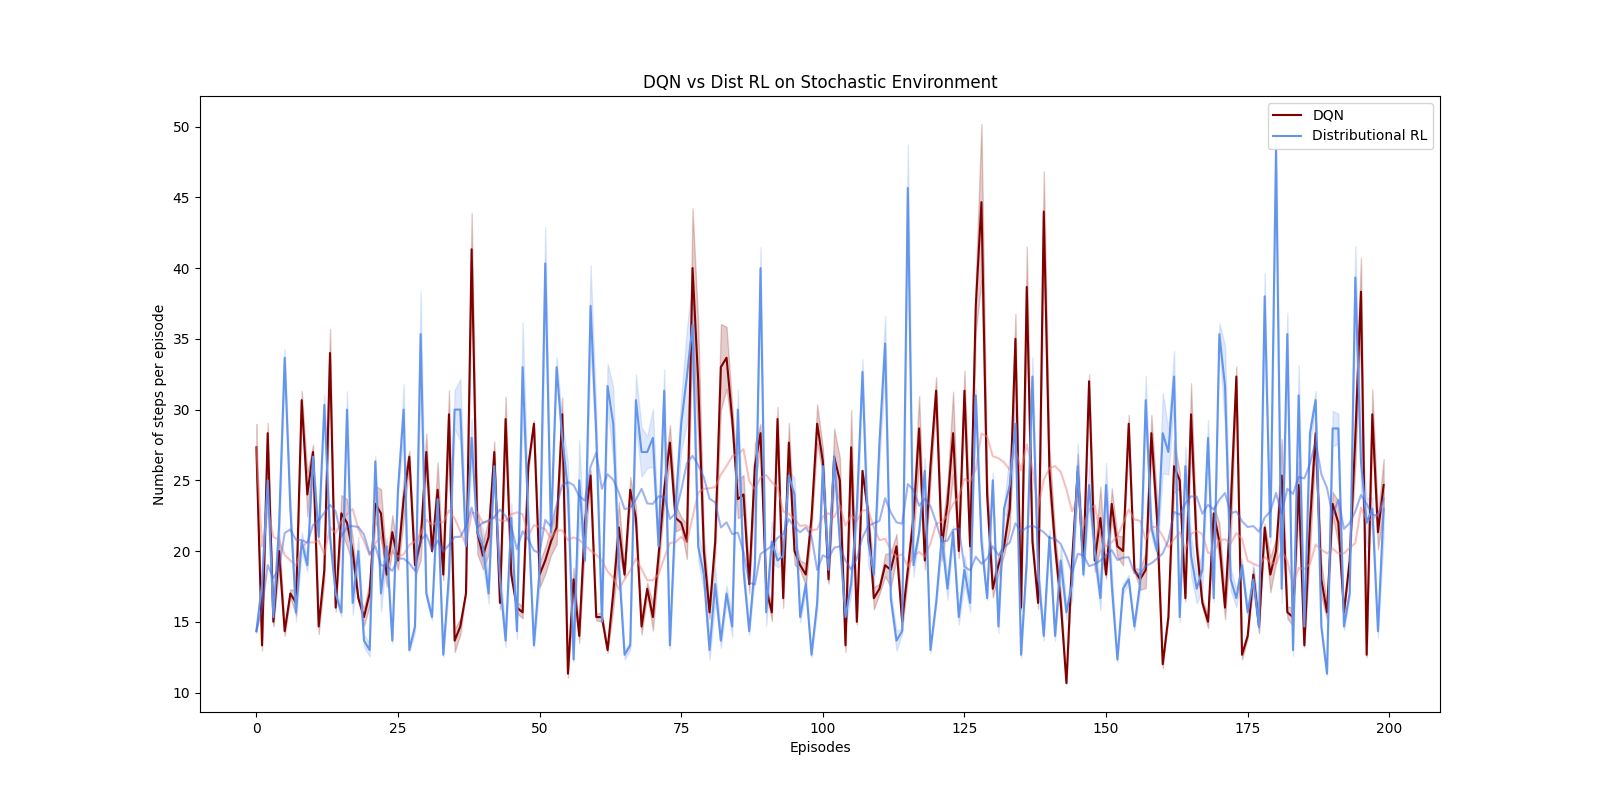 DQN vs Dist RL on Stochastic Environment
DQN
Distributional RL
Number of steps per episode
50
45
40
35
30
25
20
15
10
0 25 50 75 100 125 150 175 200
Episodes